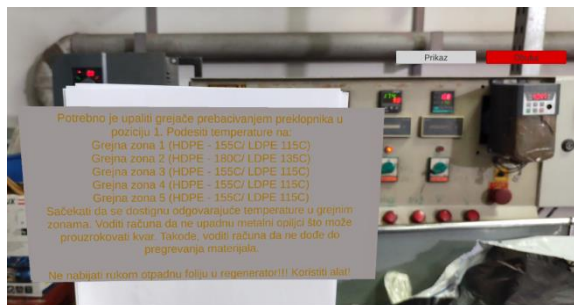 Prikaz
Potrebno je upaliti grejače prebacivanjem preklopnika u
poziciju 1. Podesiti temperature na:
Grejna zona 1 (HDPE - 155C/ LDPE 115C)
Grejna zona 2 (HDPE - 180C/ LDPE 135C)
Grejna zona 3 (HDPE - 155C/ LDPE 115C)
Grejna zona 4 (HDPE - 155C/ LDPE 115C)
Grejna zona 5 (HDPE - 155C/ LDPE 115C)
Sačekati da se dostignu odgovarajuće temperature u grejnim
zonama. Voditi računa da ne upadnu metalni opiljci što može
prouzrokovati kvar. Takođe, voditi računa da ne dođe do
pregrevanja materijala.
Ne nabijati rukom otpadnu foliju u regenerator!!! Koristiti alat!